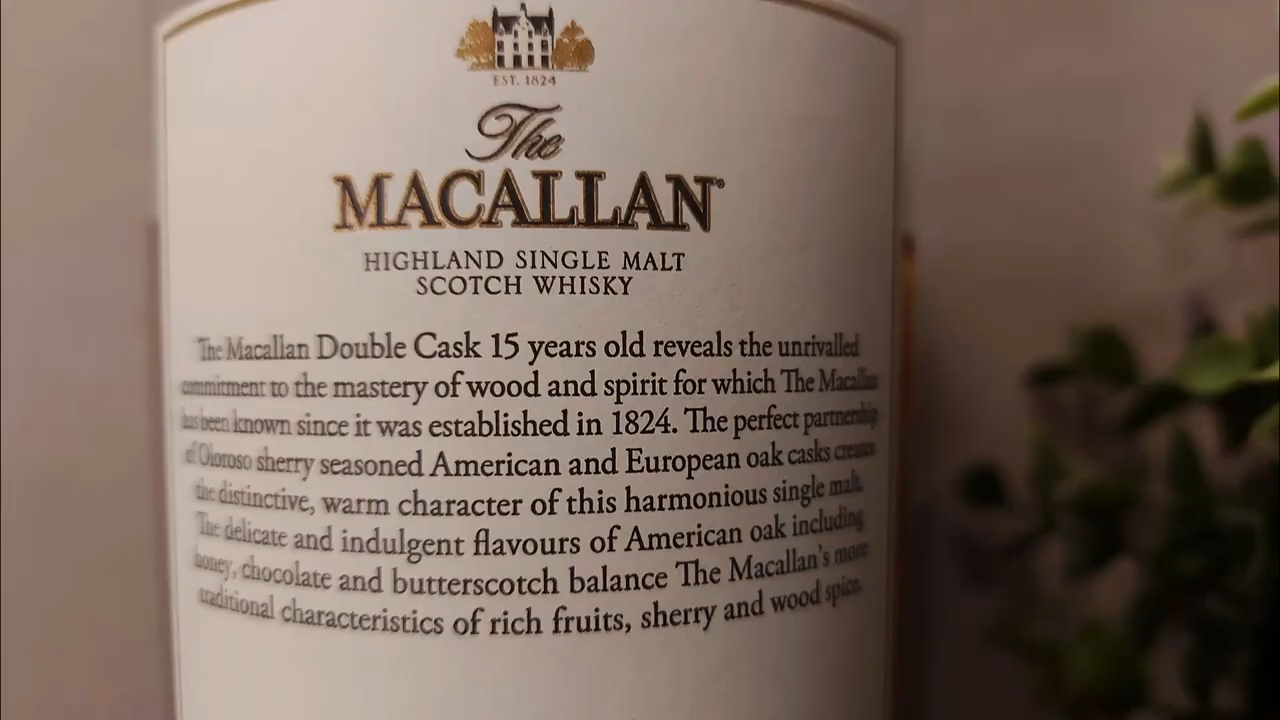 EST. 1824
The
MACALLAN®
HIGHLAND SINGLE MALT
SCOTCH WHISKY
The Macallan Double Cask 15 years old reveals the unrivalled
commitment to the mastery of wood and spirit for which The Macallan
has been known since it was established in 1824. The perfect partnership
of Oloroso sherry seasoned American and European oak casks creates
the distinctive, warm character of this harmonious single malt.
The delicate and indulgent flavours of American oak including
honey, chocolate and butterscotch balance The Macallan's more
traditional characteristics of rich fruits, sherry and wood spice.